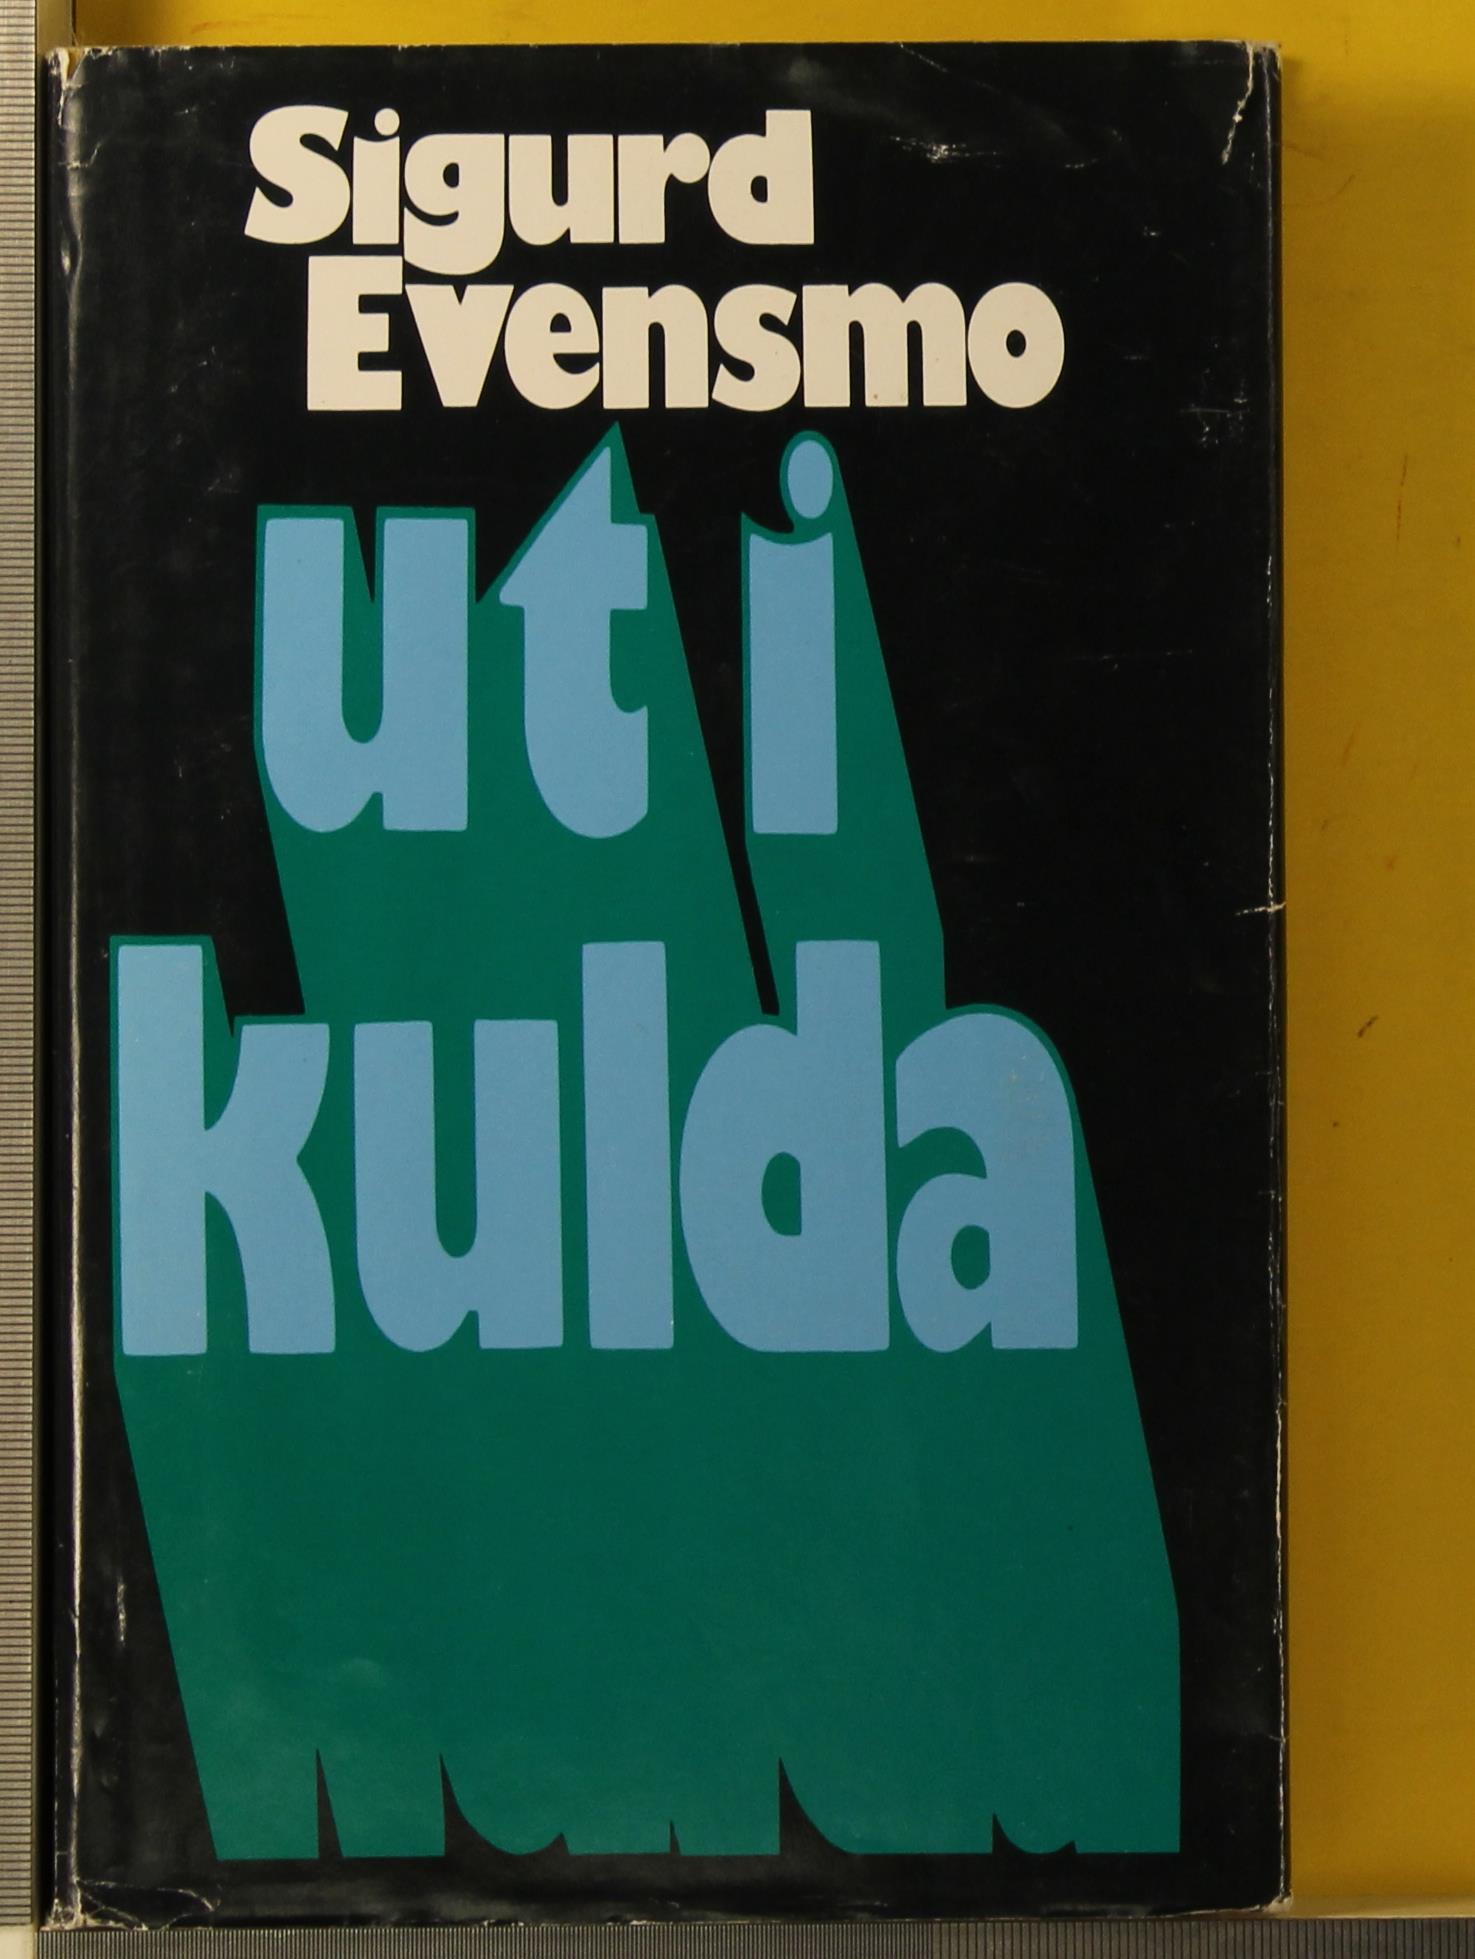 Sigurd
Evensmo
ut i
kulda